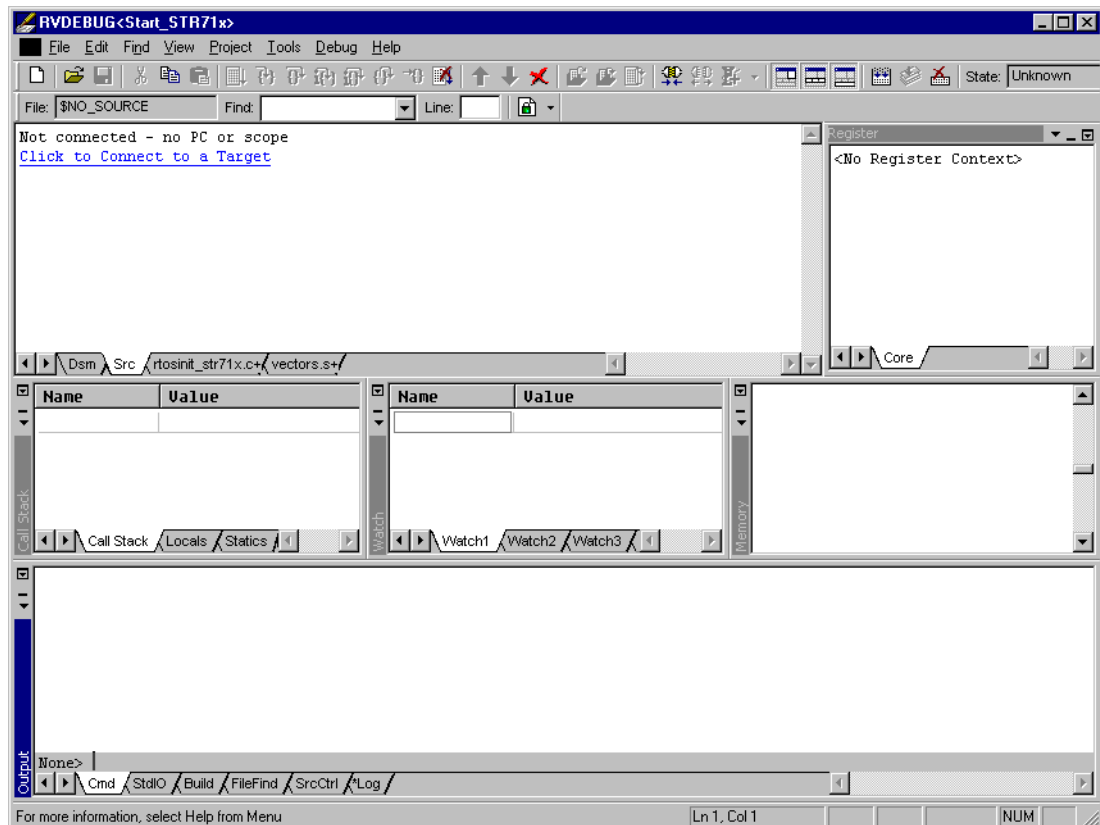 RVDEBUG<Start_STR71x>
File Edit Find View Project Tools Debug Help
State: Unknown
File: $NO_SOURCE Find: Line:
Not connected - no PC or scope
Click to Connect to a Target
Register
<No Register Context>
Dsm Src rtosinit_str71x.c+ vectors.s+
Core
Name Value
Name Value
Call Stack
Watch
Memory
Call Stack Locals Statics
Watch1 Watch2 Watch3
Output
None>
Cmd StdIO Build FileFind SrcCtrl *Log
For more information, select Help from Menu
Ln 1, Col 1
NUM